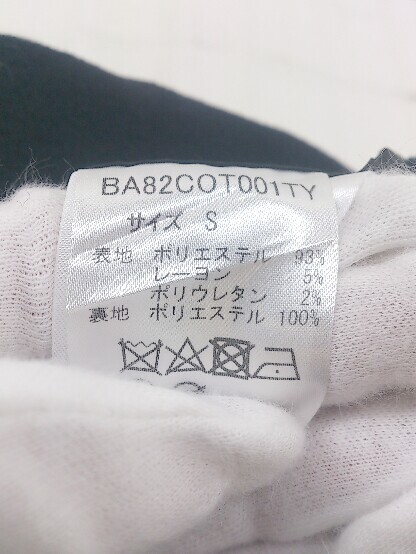 BA82COT001TY
サイズ S
表地 ポリエステル 93%
レーヨン 5%
ポリウレタン 2%
裏地 ポリエステル 100%